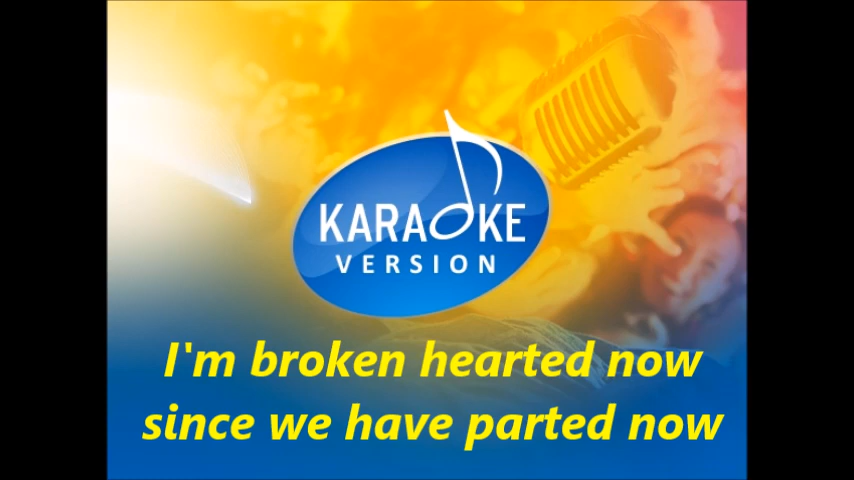 KARAOKE
VERSION
I'm broken hearted now
since we have parted now